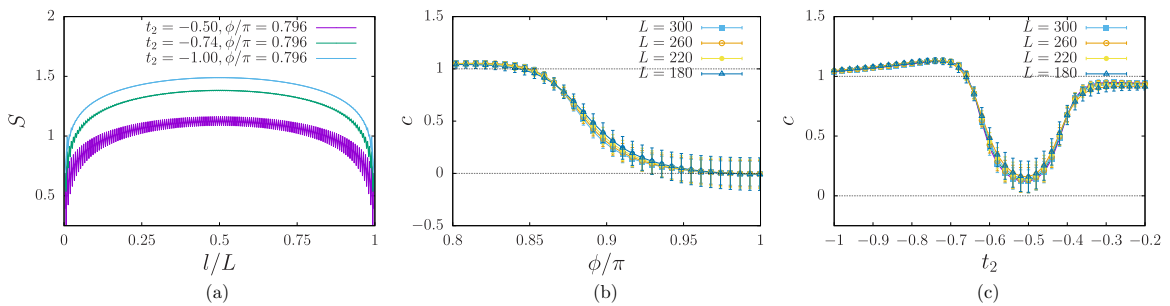 S
2
1.5
1
0.5
t₂ = −0.50, ϕ/π = 0.796
t₂ = −0.74, ϕ/π = 0.796
t₂ = −1.00, ϕ/π = 0.796
0 0.25 0.5 0.75 1
l/L
(a)
c
1.5
1
0.5
0
−0.5
L = 300
L = 260
L = 220
L = 180
0.8 0.85 0.9 0.95 1
ϕ/π
(b)
c
1.5
1
0.5
0
L = 300
L = 260
L = 220
L = 180
−1 −0.9 −0.8 −0.7 −0.6 −0.5 −0.4 −0.3 −0.2
t₂
(c)